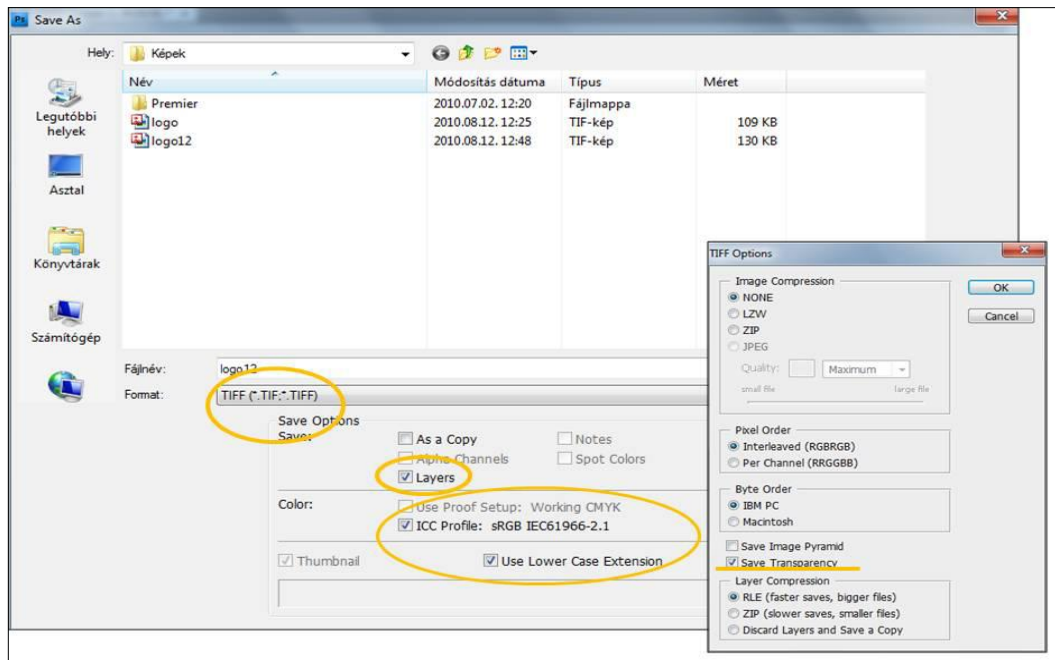 Ps Save As
Hely: Képek
Név Módosítás dátuma Típus Méret
Premier 2010.07.02. 12:20 Fájlmappa
logo 2010.08.12. 12:25 TIF-kép 109 KB
logo12 2010.08.12. 12:48 TIF-kép 130 KB
Legutóbbi
helyek
Asztal
Könyvtárak
Számítógép
Fájlnév: logo12
Format: TIFF (*.TIF;*.TIFF)
Save Options
Save:
As a Copy Notes
Alpha Channels Spot Colors
Layers
Color: Use Proof Setup: Working CMYK
ICC Profile: sRGB IEC61966-2.1
Thumbnail Use Lower Case Extension
TIFF Options
Image Compression
NONE
LZW
ZIP
JPEG
Quality: Maximum
small file large file
OK
Cancel
Pixel Order
Interleaved (RGBRGB)
Per Channel (RRGGBB)
Byte Order
IBM PC
Macintosh
Save Image Pyramid
Save Transparency
Layer Compression
RLE (faster saves, bigger files)
ZIP (slower saves, smaller files)
Discard Layers and Save a Copy